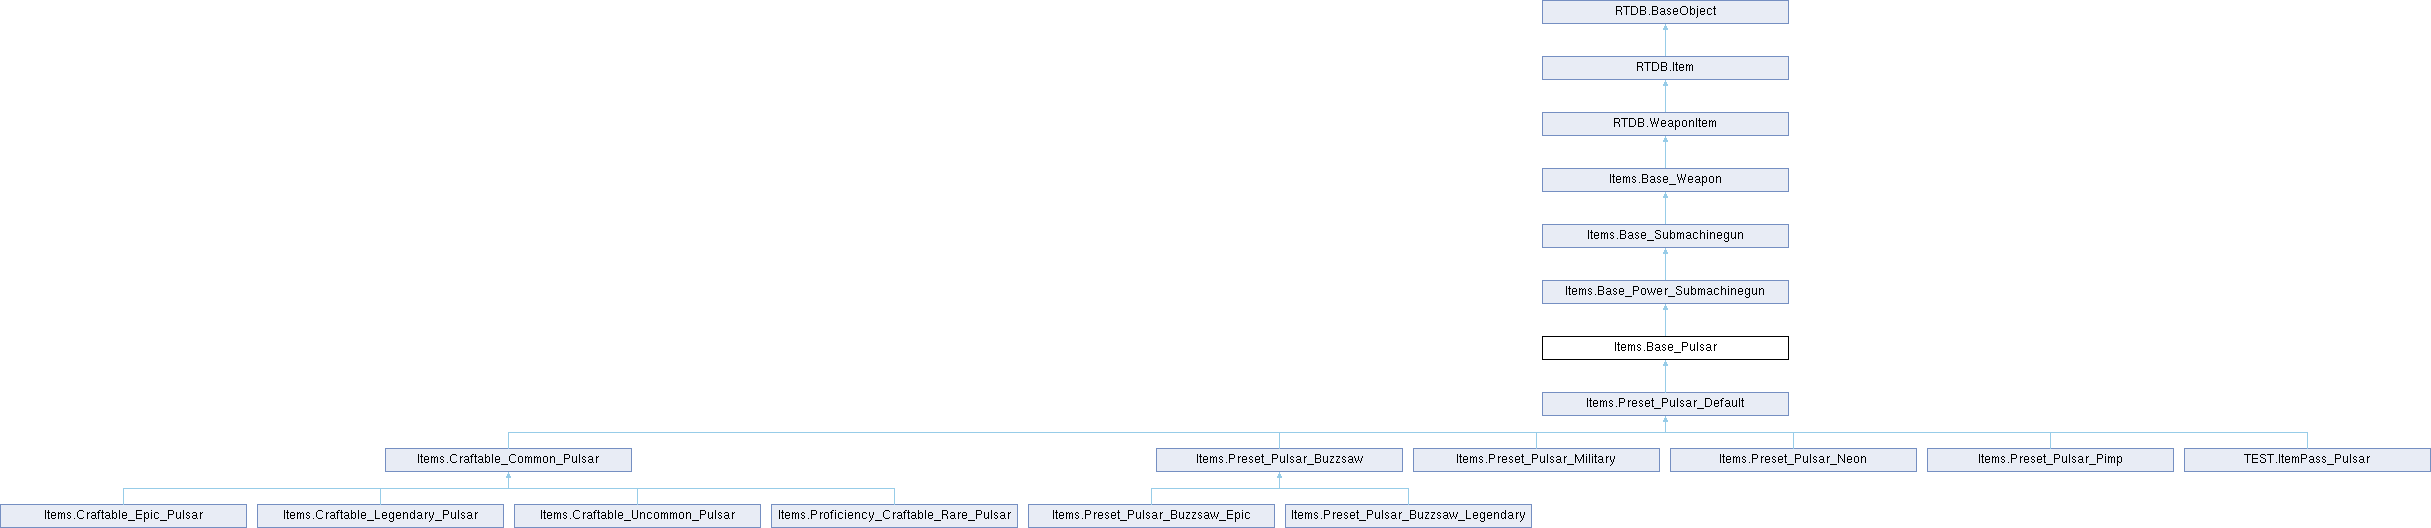 RTDB.BaseObject
RTDB.Item
RTDB.WeaponItem
Items.Base_Weapon
Items.Base_Submachinegun
Items.Base_Power_Submachinegun
Items.Base_Pulsar
Items.Preset_Pulsar_Default
Items.Craftable_Common_Pulsar
Items.Preset_Pulsar_Buzzsaw
Items.Preset_Pulsar_Military
Items.Preset_Pulsar_Neon
Items.Preset_Pulsar_Pimp
TEST.ItemPass_Pulsar
Items.Craftable_Epic_Pulsar
Items.Craftable_Legendary_Pulsar
Items.Craftable_Uncommon_Pulsar
Items.Proficiency_Craftable_Rare_Pulsar
Items.Preset_Pulsar_Buzzsaw_Epic
Items.Preset_Pulsar_Buzzsaw_Legendary